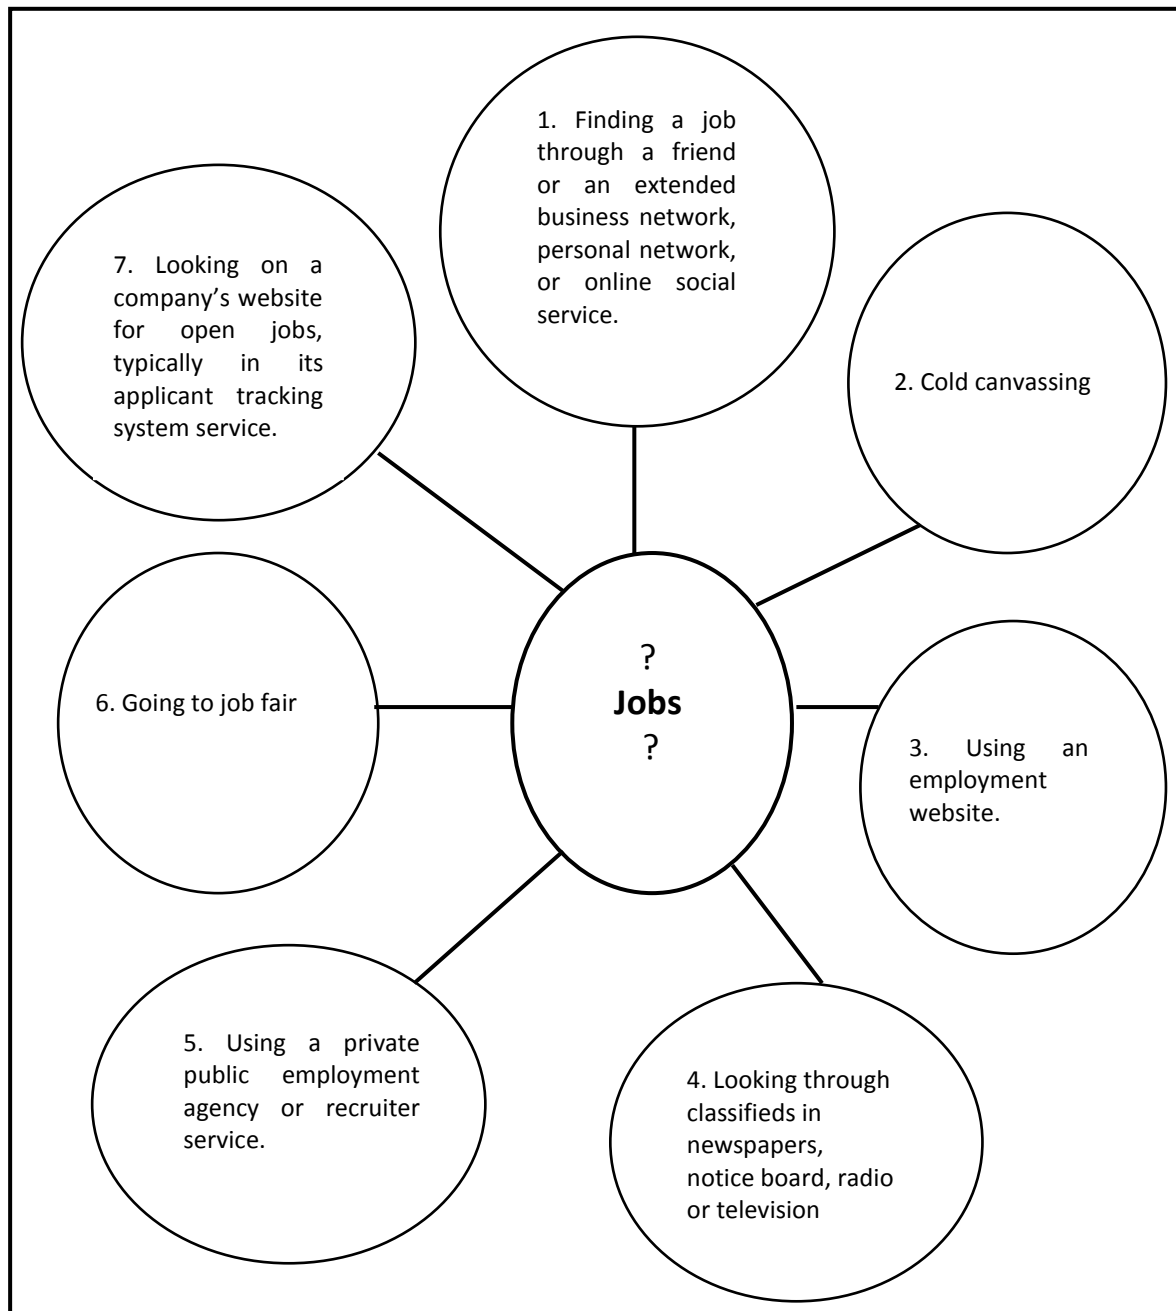 1. Finding a job
through a friend
or an extended
business network,
personal network,
or online social
service.
2. Cold canvassing
3. Using an
employment
website.
4. Looking through
classifieds in
newspapers,
notice board, radio
or television
5. Using a private
public employment
agency or recruiter
service.
6. Going to job fair
7. Looking on a
company’s website
for open jobs,
typically in its
applicant tracking
system service.
?
Jobs
?